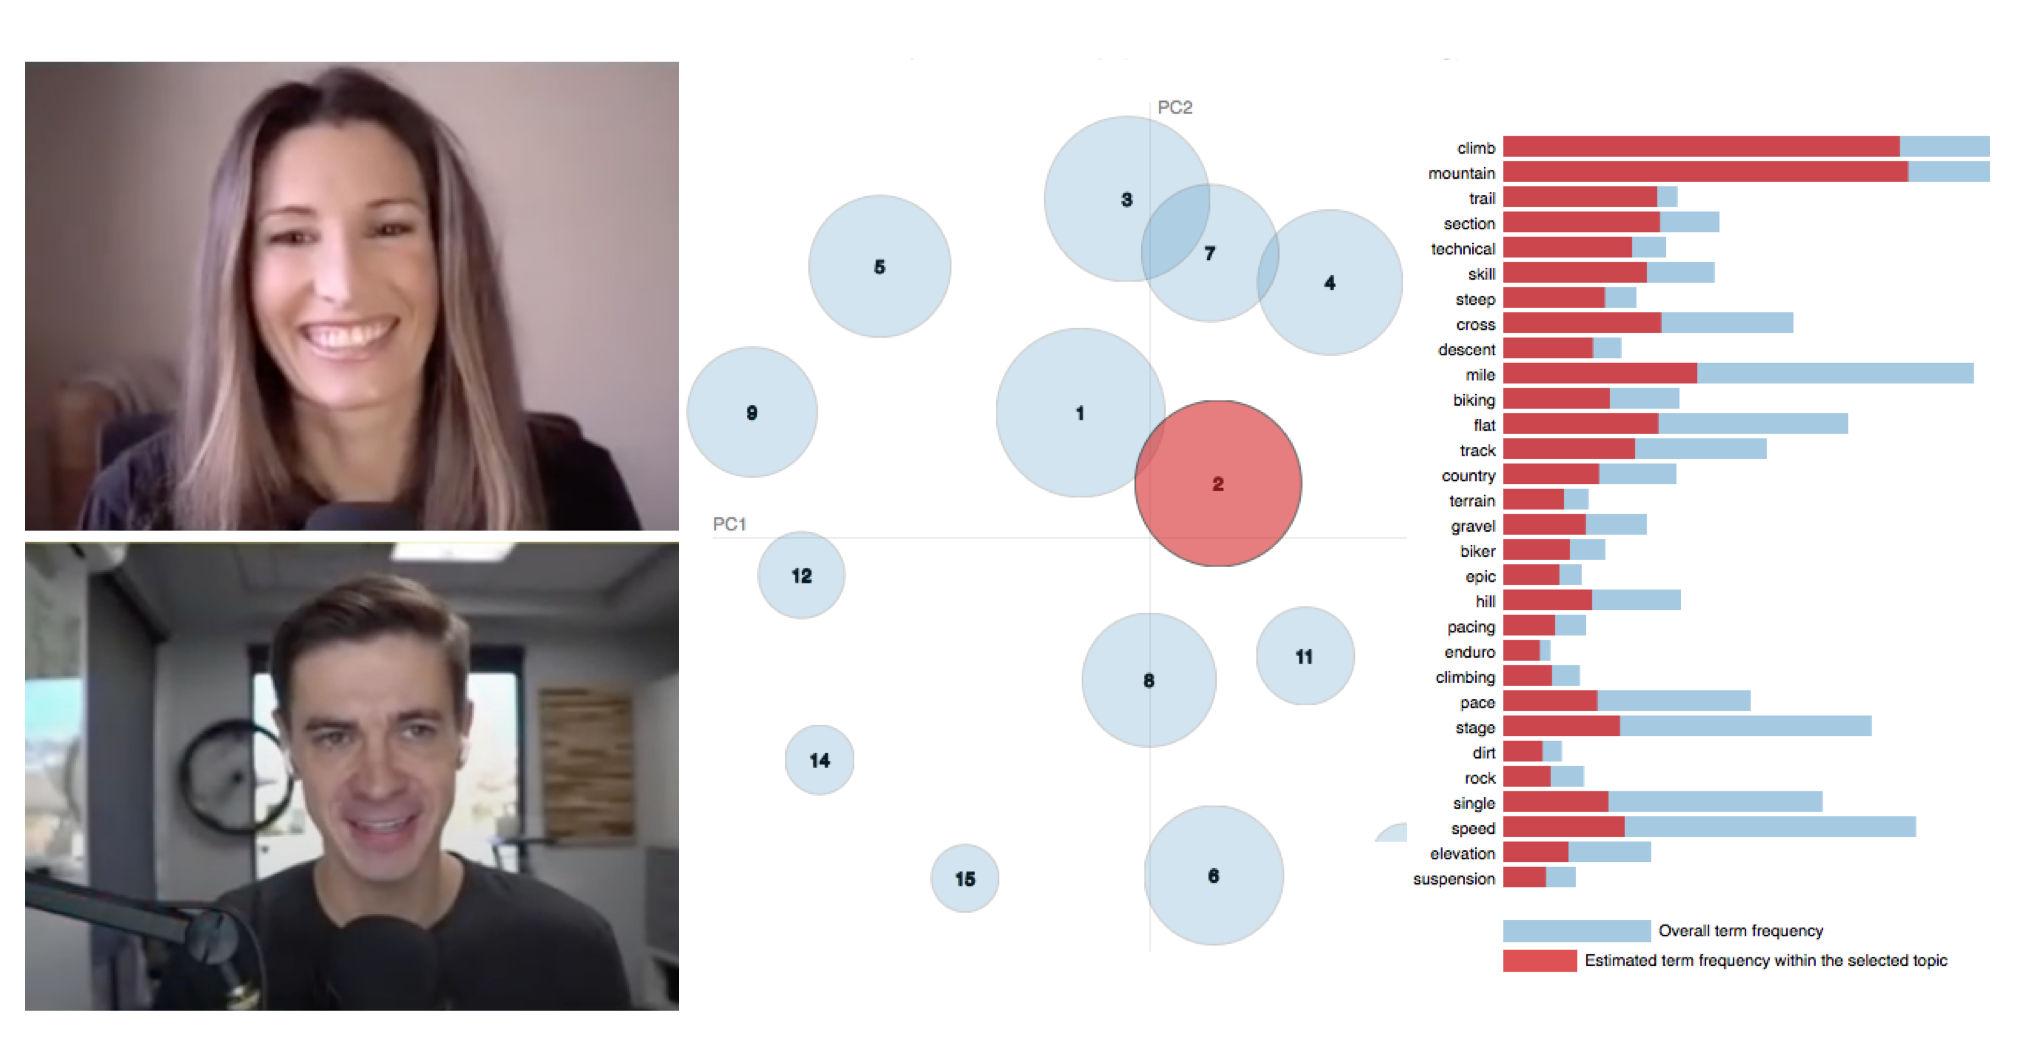 PC2
3
7
5
4
9
1
2
PC1
12
8
11
14
15
6
climb
mountain
trail
section
technical
skill
steep
cross
descent
mile
biking
flat
track
country
terrain
gravel
biker
epic
hill
pacing
enduro
climbing
pace
stage
dirt
rock
single
speed
elevation
suspension
Overall term frequency
Estimated term frequency within the selected topic